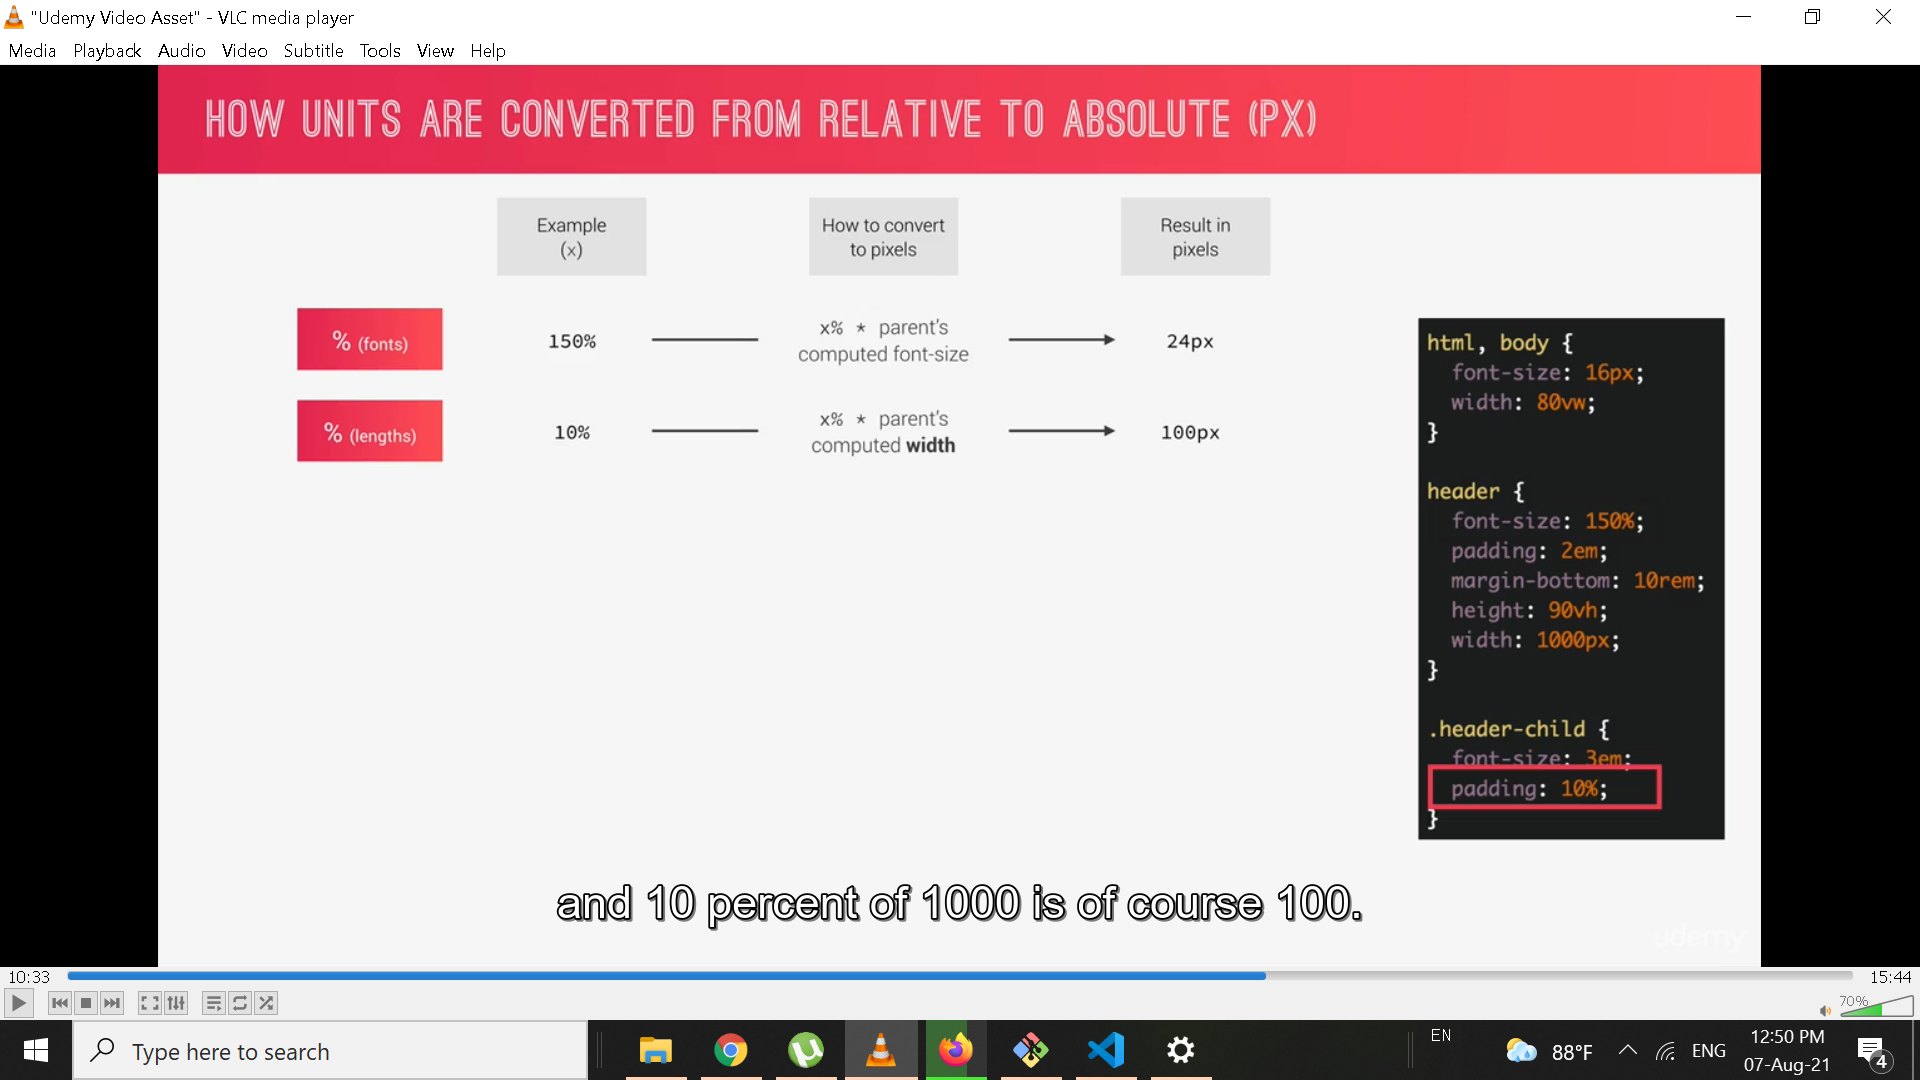 "Udemy Video Asset" - VLC media player
Media Playback Audio Video Subtitle Tools View Help
HOW UNITS ARE CONVERTED FROM RELATIVE TO ABSOLUTE (PX)
Example
(x)
How to convert
to pixels
Result in
pixels
% (fonts)
150%
x% * parent's
computed font-size
24px
% (lengths)
10%
x% * parent's
computed width
100px
html, body {
font-size: 16px;
width: 80vw;
}
header {
font-size: 150%;
padding: 2em;
margin-bottom: 10rem;
height: 90vh;
width: 1000px;
}
.header-child {
font-size: 3em;
padding: 10%;
}
and 10 percent of 1000 is of course 100.
udemy
10:33
15:44
70%
Type here to search
EN
88°F
ENG
12:50 PM
07-Aug-21
4